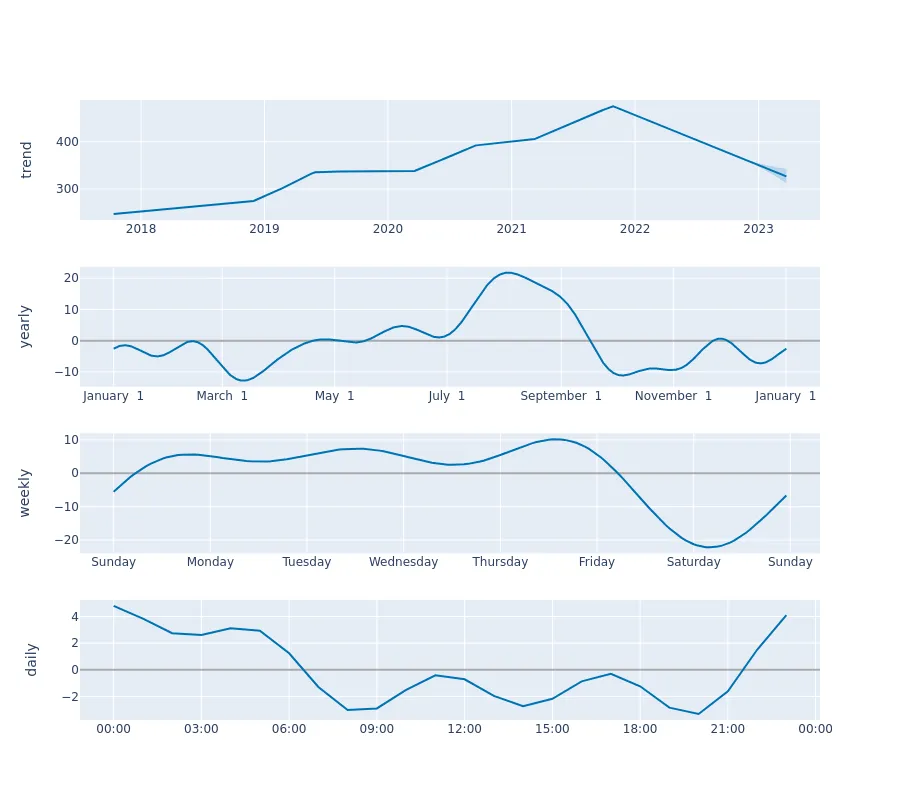 trend
400
300
2018 2019 2020 2021 2022 2023
yearly
20
10
0
−10
January 1 March 1 May 1 July 1 September 1 November 1 January 1
weekly
10
0
−10
−20
Sunday Monday Tuesday Wednesday Thursday Friday Saturday Sunday
daily
4
2
0
−2
00:00 03:00 06:00 09:00 12:00 15:00 18:00 21:00 00:00